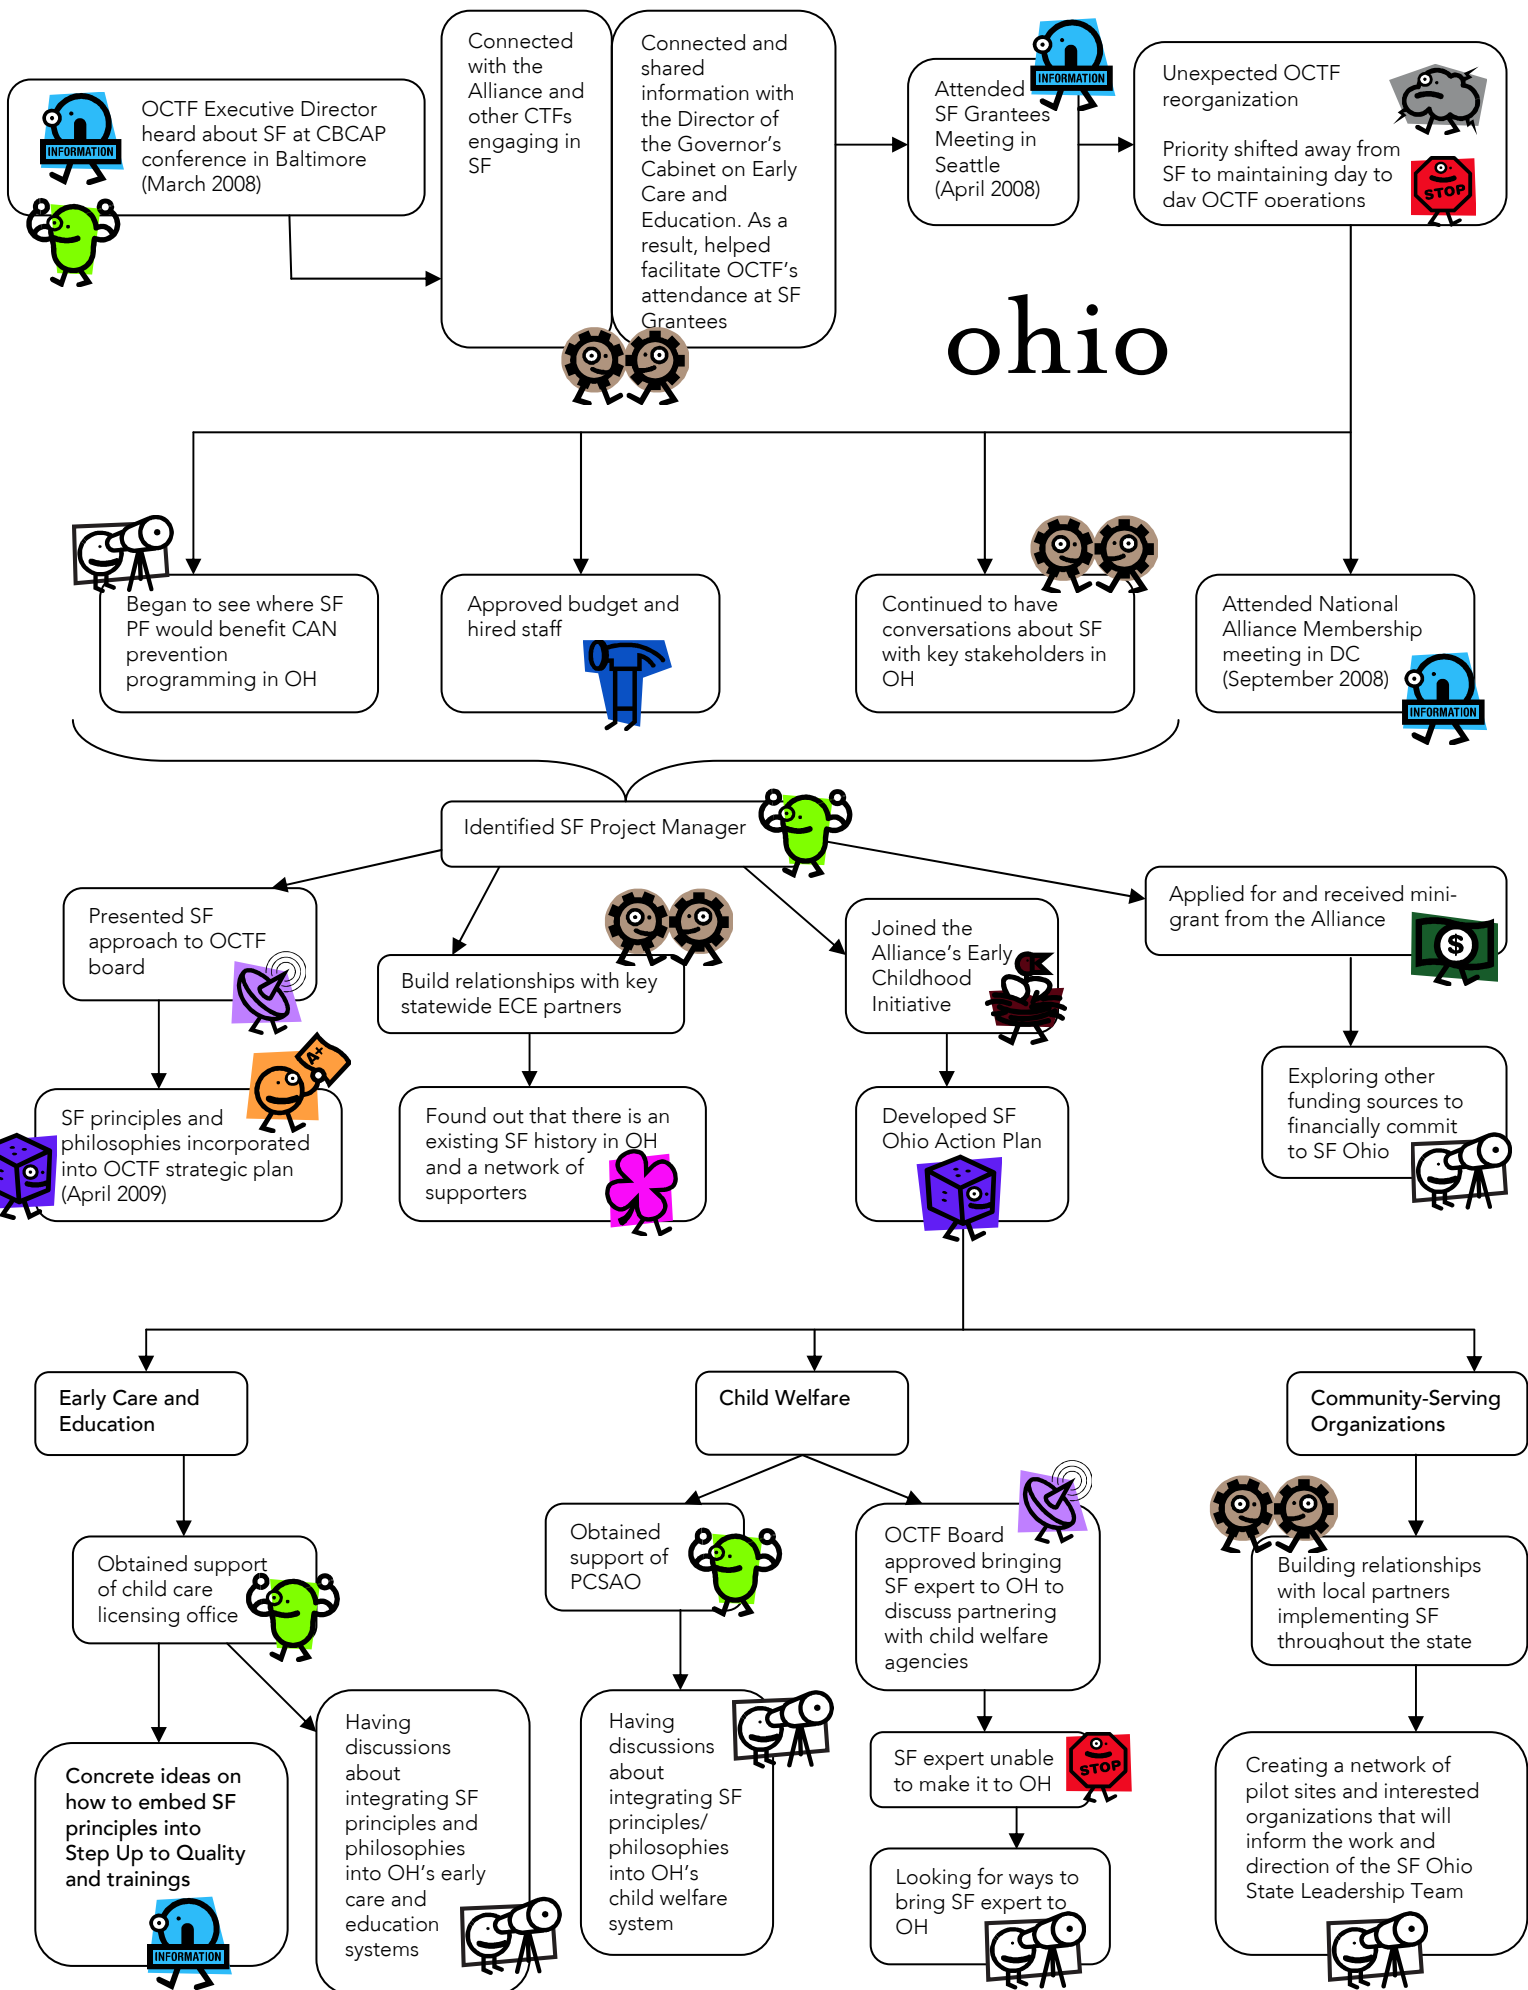 OCTF Executive Director
heard about SF at CBCAP
conference in Baltimore
(March 2008)
INFORMATION
Connected
with the
Alliance and
other CTFs
engaging in
SF
Connected and
shared
information with
the Director of
the Governor's
Cabinet on Early
Care and
Education. As a
result, helped
facilitate OCTF's
attendance at SF
Grantees
Attended
SF Grantees
Meeting in
Seattle
(April 2008)
INFORMATION
Unexpected OCTF
reorganization
Priority shifted away from
SF to maintaining day to
day OCTF operations
STOP
ohio
Began to see where SF
PF would benefit CAN
prevention
programming in OH
Approved budget and
hired staff
Continued to have
conversations about SF
with key stakeholders in
OH
Attended National
Alliance Membership
meeting in DC
(September 2008)
INFORMATION
Identified SF Project Manager
Presented SF
approach to OCTF
board
Build relationships with key
statewide ECE partners
Joined the
Alliance's Early
Childhood
Initiative
Applied for and received mini-
grant from the Alliance
$
A+
SF principles and
philosophies incorporated
into OCTF strategic plan
(April 2009)
Found out that there is an
existing SF history in OH
and a network of
supporters
Developed SF
Ohio Action Plan
Exploring other
funding sources to
financially commit
to SF Ohio
Early Care and
Education
Child Welfare
Community-Serving
Organizations
Obtained support
of child care
licensing office
Obtained
support of
PCSAO
OCTF Board
approved bringing
SF expert to OH to
discuss partnering
with child welfare
agencies
Building relationships
with local partners
implementing SF
throughout the state
Concrete ideas on
how to embed SF
principles into
Step Up to Quality
and trainings
INFORMATION
Having
discussions
about
integrating SF
principles and
philosophies
into OH's early
care and
education
systems
Having
discussions
about
integrating SF
principles/
philosophies
into OH's
child welfare
system
SF expert unable
to make it to OH
STOP
Looking for ways to
bring SF expert to
OH
Creating a network of
pilot sites and interested
organizations that will
inform the work and
direction of the SF Ohio
State Leadership Team